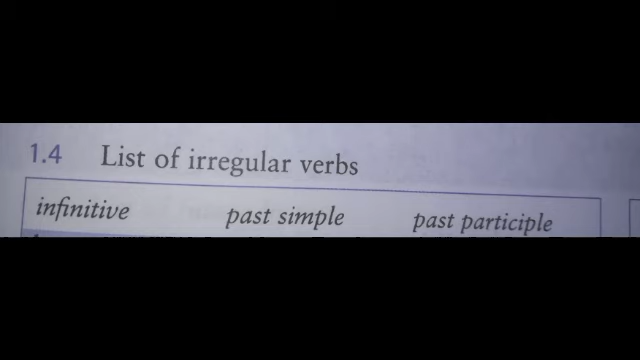 1.4 List of irregular verbs
infinitive past simple past participle